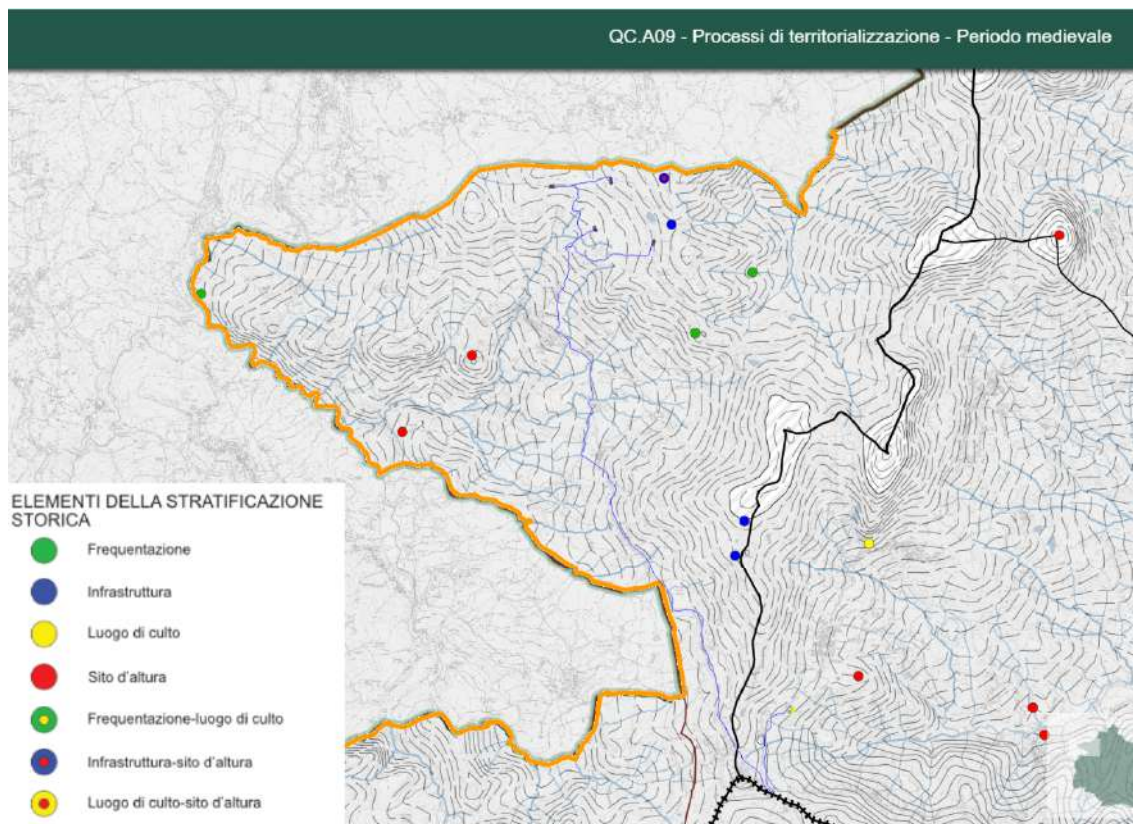 QC.A09 - Processi di territorializzazione - Periodo medievale
ELEMENTI DELLA STRATIFICAZIONE
STORICA
Frequentazione
Infrastruttura
Luogo di culto
Sito d'altura
Frequentazione-luogo di culto
Infrastruttura-sito d'altura
Luogo di culto-sito d'altura